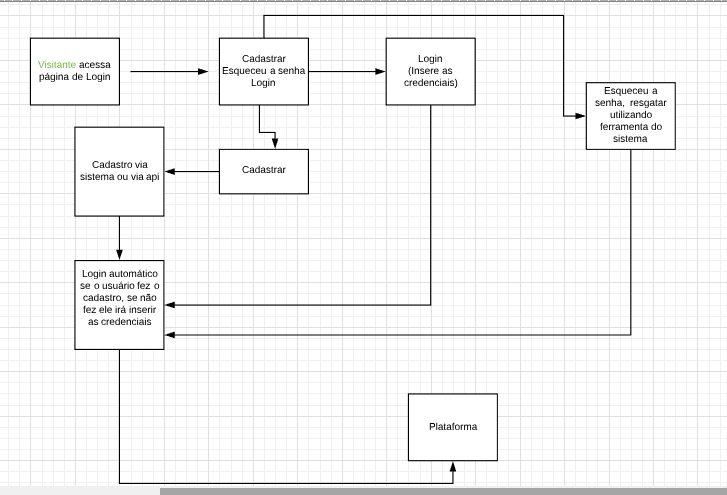 Visitante acessa
página de Login
Cadastrar
Esqueceu a senha
Login
Login
(Insere as
credenciais)
Esqueceu a
senha, resgatar
utilizando
ferramenta do
sistema
Cadastro via
sistema ou via api
Cadastrar
Login automático
se o usuário fez o
cadastro, se não
fez ele irá inserir
as credenciais
Plataforma